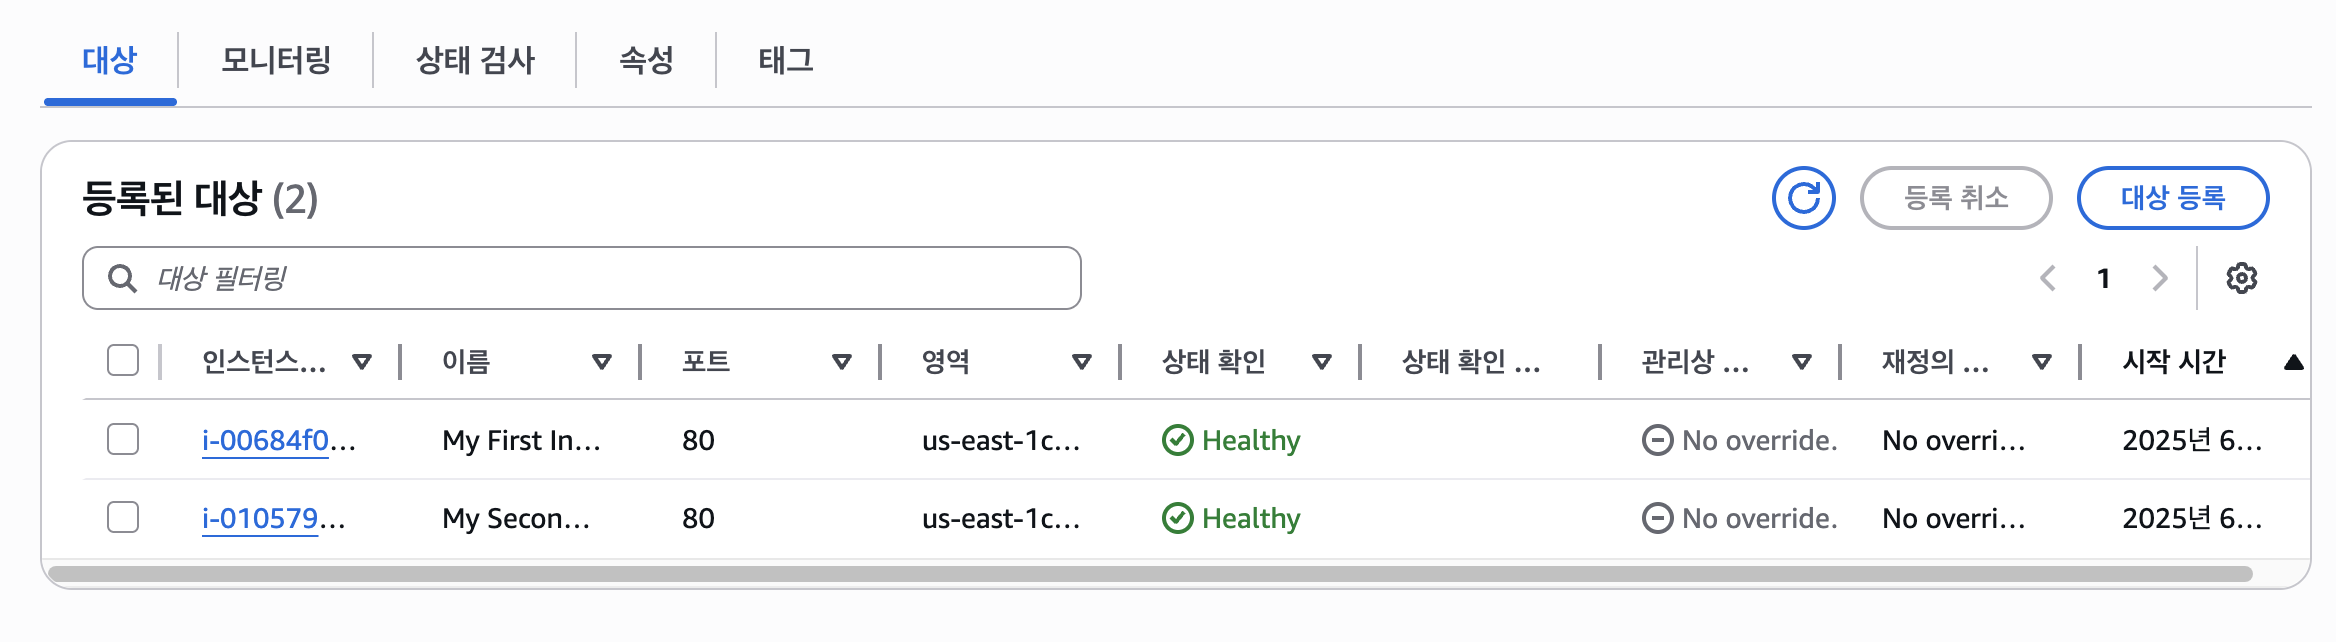 대상 모니터링 상태 검사 속성 태그
등록된 대상 (2) 등록 취소 대상 등록
대상 필터링 1
인스턴스... 이름 포트 영역 상태 확인 상태 확인 ... 관리상 ... 재정의 ... 시작 시간
i-00684f0... My First In... 80 us-east-1c... Healthy No override. No overri... 2025년 6...
i-010579... My Secon... 80 us-east-1c... Healthy No override. No overri... 2025년 6...